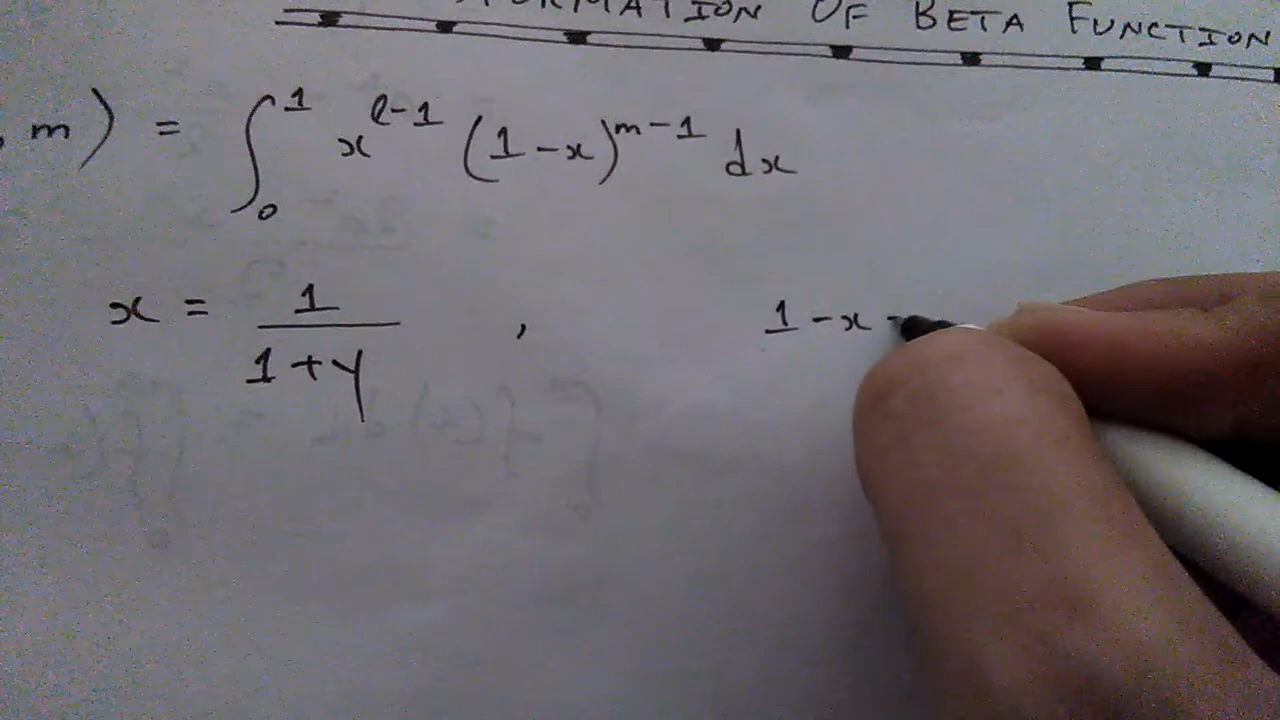 ORMATION OF BETA FUNCTION
, m) = ∫₀¹ x^{l-1} (1-x)^{m-1} dx
x = 1/(1+y) , 1-x -